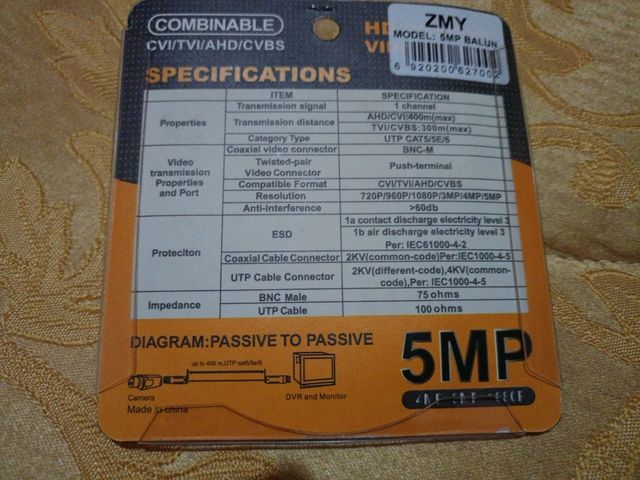 COMBINABLE
CVI/TVI/AHD/CVBS
HD
ZMY
MODEL: 5MP BALUN
6 920200 627002
SPECIFICATIONS
ITEM SPECIFICATION
Properties
Transmission signal 1 channel
Transmission distance AHD/CVI:400m(max)
TVI/CVBS:300m(max)
Category Type UTP CAT5/5E/6
Video
transmission
Properties
and Port
Coaxial video connector BNC-M
Twisted-pair
Video Connector Push-terminal
Compatible Format CVI/TVI/AHD/CVBS
Resolution 720P/960P/1080P/3MP/4MP/5MP
Anti-interference >60db
Proteciton
ESD 1a contact discharge electricity level 3
1b air discharge electricity level 3
Per: IEC61000-4-2
Coaxial Cable Connector 2KV(common-code)Per:IEC1000-4-5
UTP Cable Connector 2KV(different-code),4KV(common-
code),Per: IEC1000-4-5
Impedance
BNC Male 75 ohms
UTP Cable 100 ohms
DIAGRAM:PASSIVE TO PASSIVE
up to 400 m,UTP cat5/5e/6
Camera
DVR and Monitor
Made in china
5MP